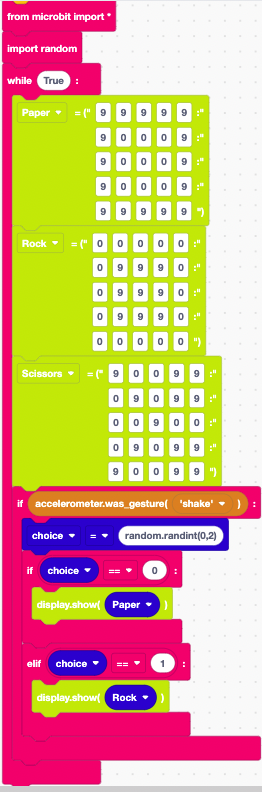 from microbit import *
import random
while True :
Paper = (" 9 9 9 9 9 :"
9 0 0 0 9 :"
9 0 0 0 9 :"
9 0 0 0 9 :"
9 9 9 9 9 ")
Rock = (" 0 0 0 0 0 :"
0 9 9 9 0 :"
0 9 9 9 0 :"
0 9 9 9 0 :"
0 0 0 0 0 ")
Scissors = (" 9 0 0 9 9 :"
0 9 0 9 9 :"
0 0 9 0 0 :"
0 9 0 9 9 :"
9 0 0 9 9 ")
if accelerometer.was_gesture( 'shake' ) :
choice = random.randint(0,2)
if choice == 0 :
display.show( Paper )
elif choice == 1 :
display.show( Rock )